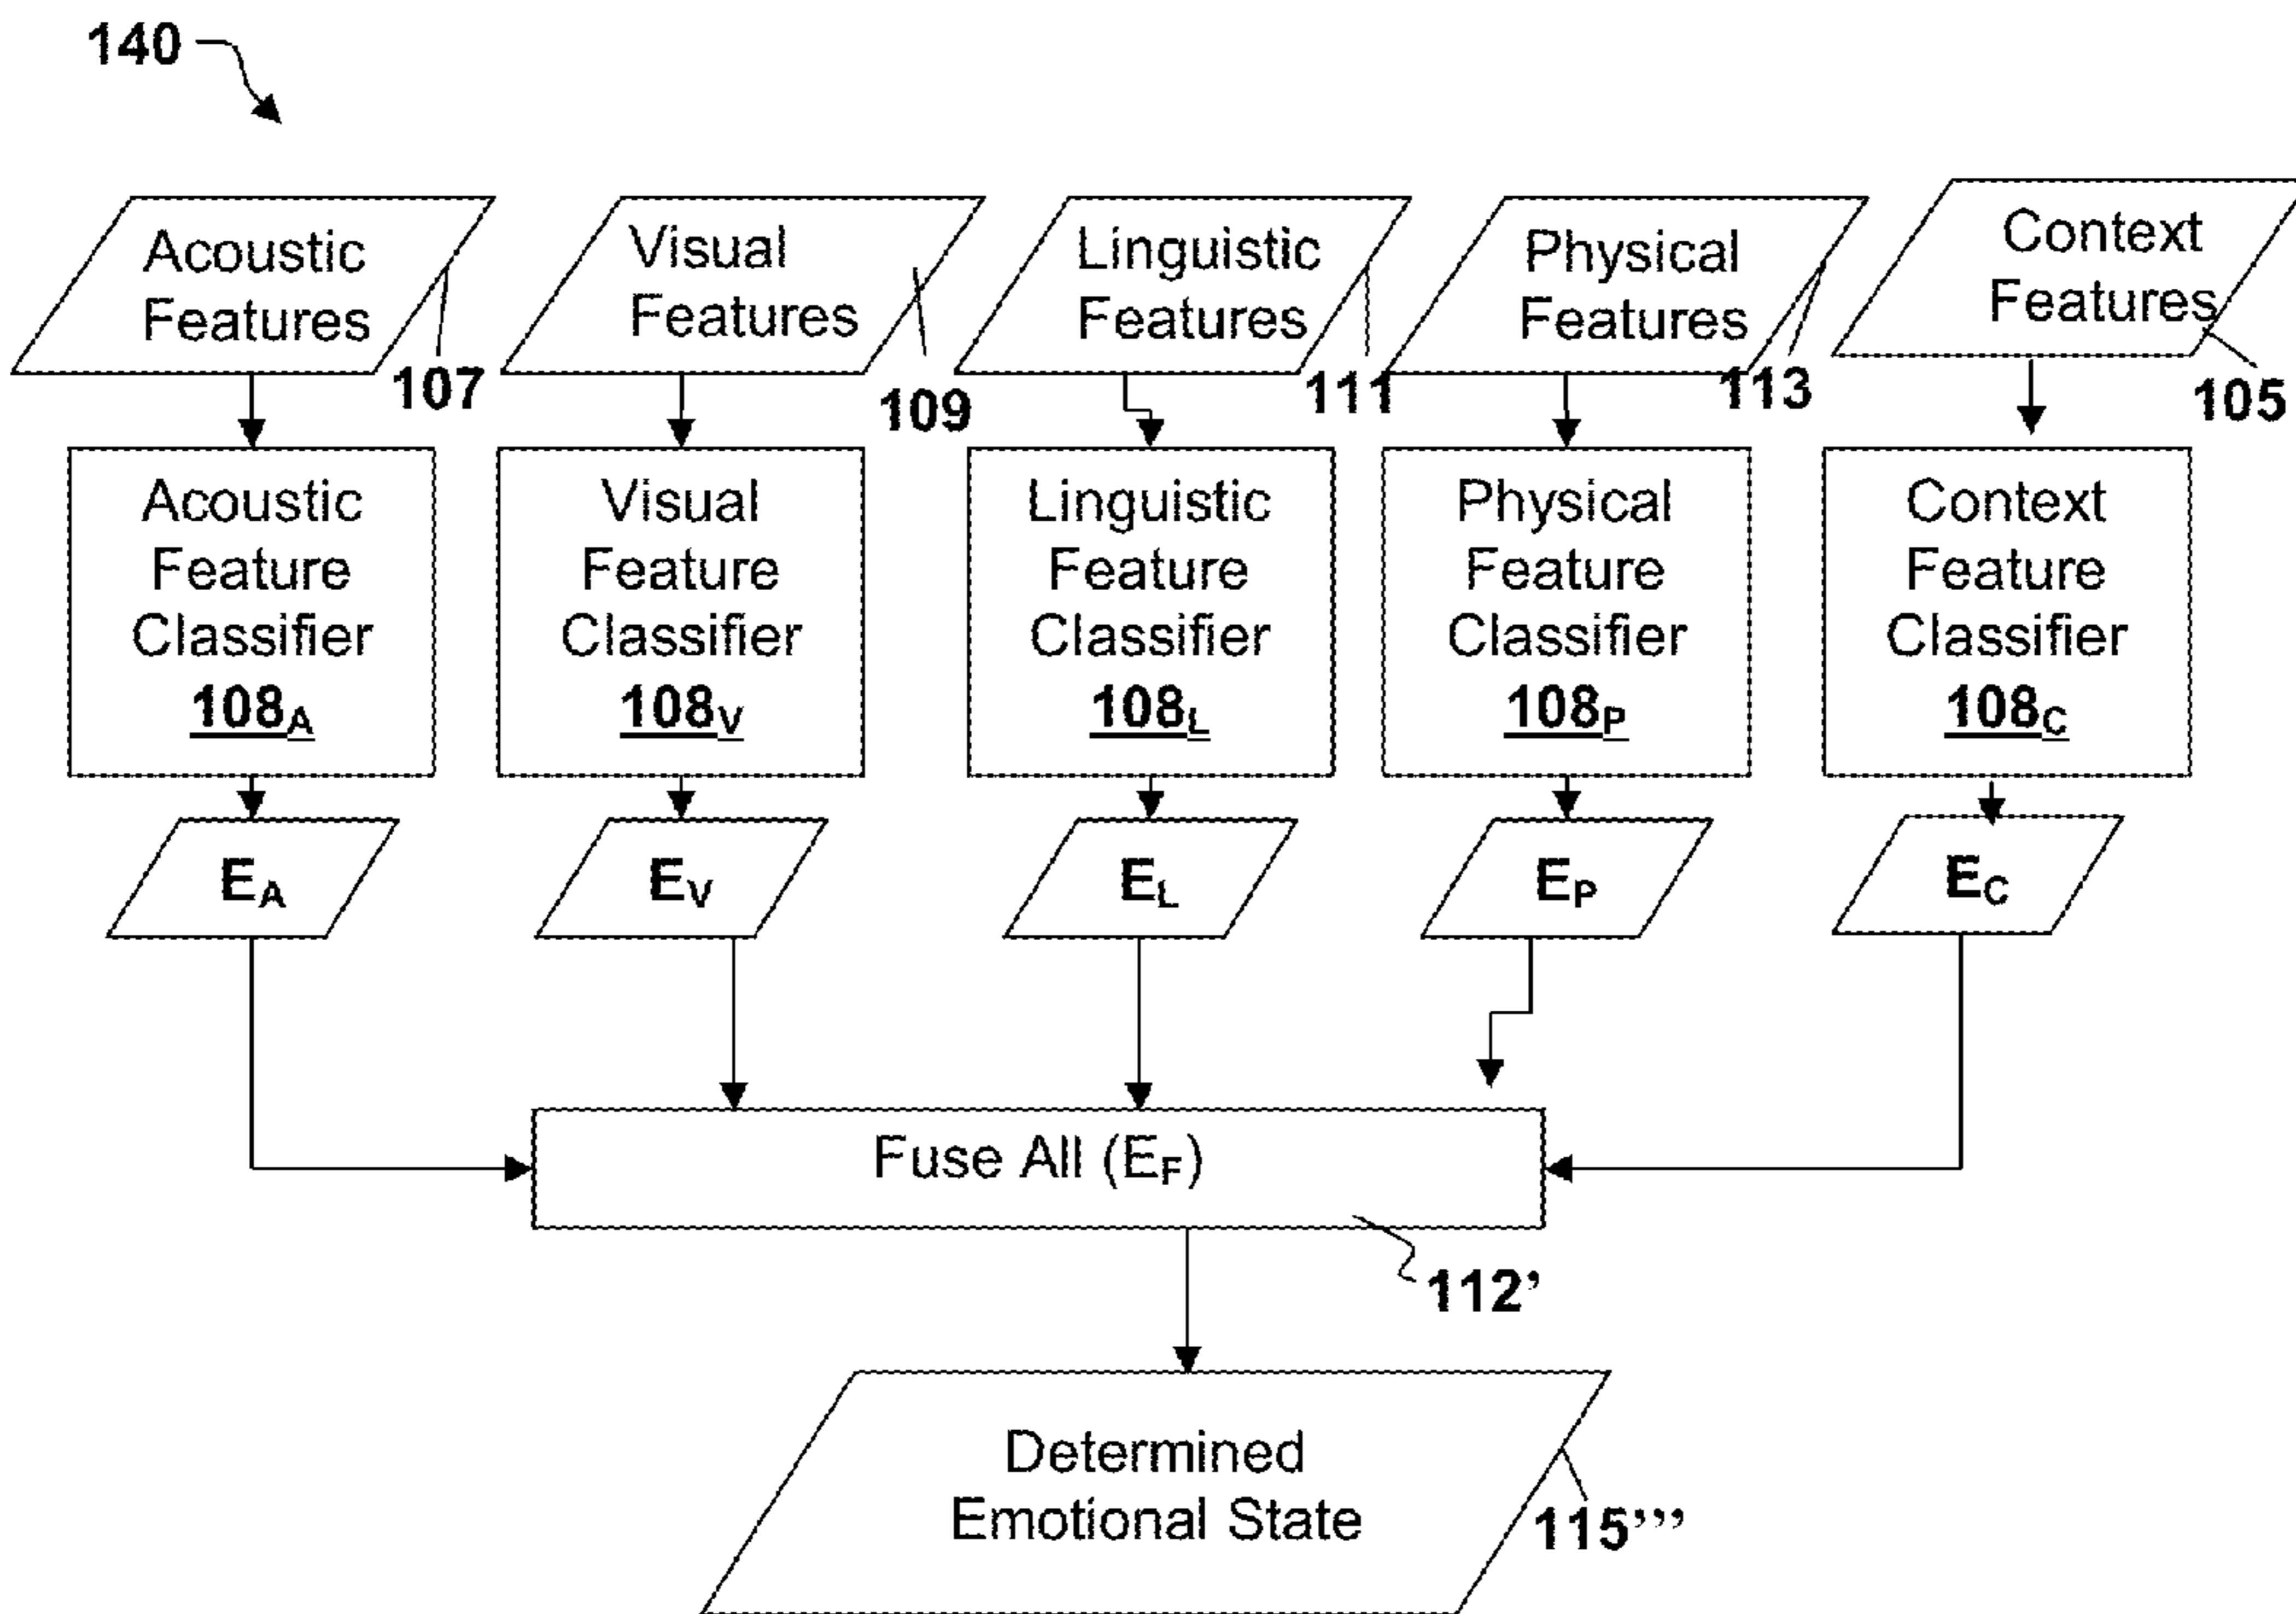 140
Acoustic
Features
107
Visual
Features
109
Linguistic
Features
111
Physical
Features
113
Context
Features
105
Acoustic
Feature
Classifier
108A
Visual
Feature
Classifier
108V
Linguistic
Feature
Classifier
108L
Physical
Feature
Classifier
108P
Context
Feature
Classifier
108C
EA
EV
EL
EP
EC
Fuse All (EF)
112’
Determined
Emotional State
115’’’